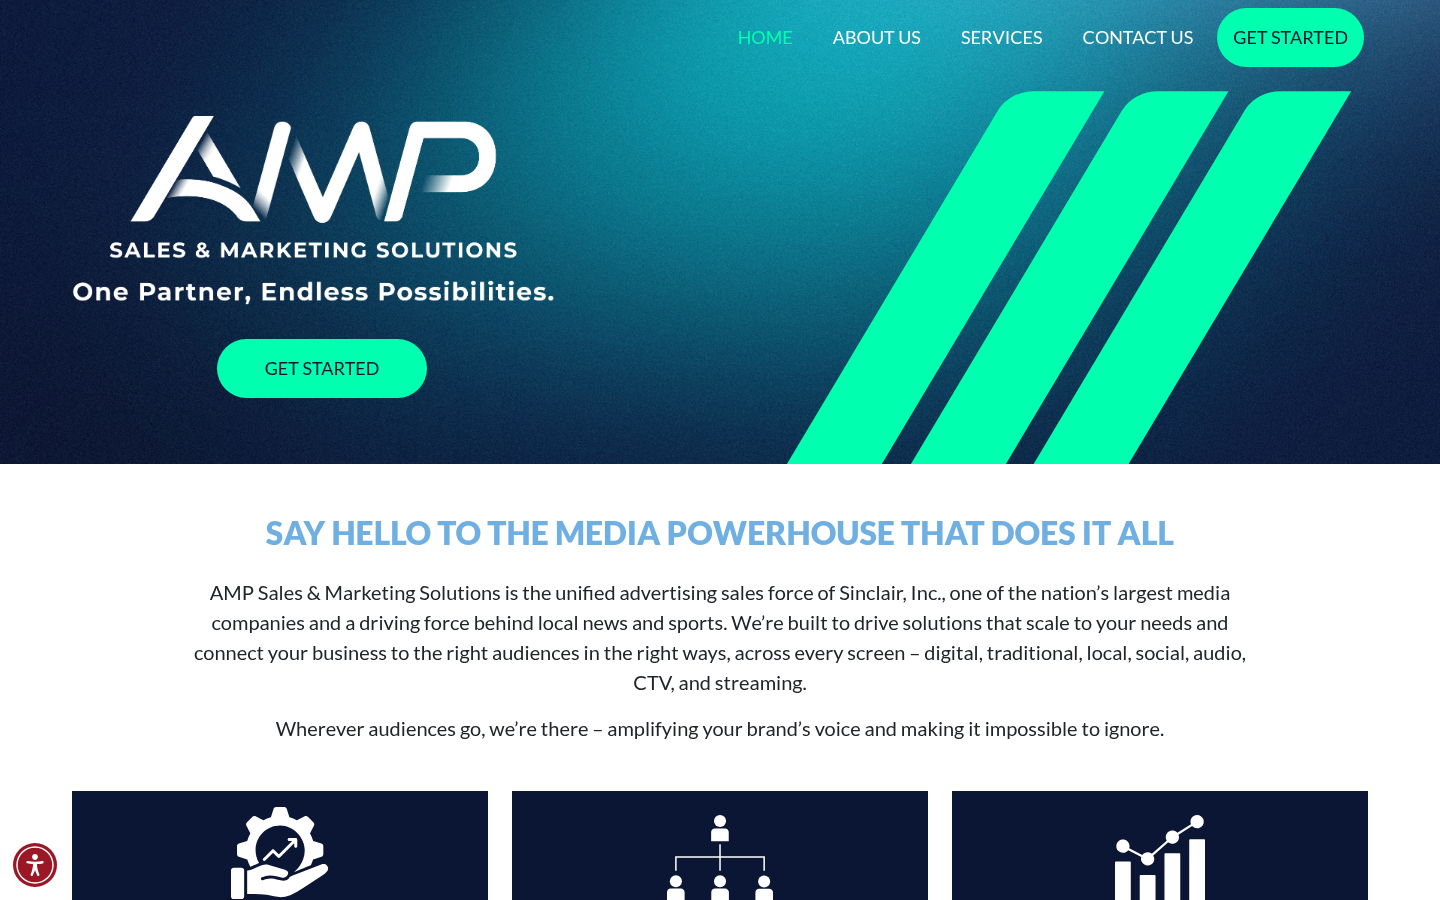 HOME ABOUT US SERVICES CONTACT US GET STARTED
AMP
SALES & MARKETING SOLUTIONS
One Partner, Endless Possibilities.
GET STARTED
SAY HELLO TO THE MEDIA POWERHOUSE THAT DOES IT ALL
AMP Sales & Marketing Solutions is the unified advertising sales force of Sinclair, Inc., one of the nation’s largest media
companies and a driving force behind local news and sports. We’re built to drive solutions that scale to your needs and
connect your business to the right audiences in the right ways, across every screen – digital, traditional, local, social, audio,
CTV, and streaming.
Wherever audiences go, we’re there – amplifying your brand’s voice and making it impossible to ignore.